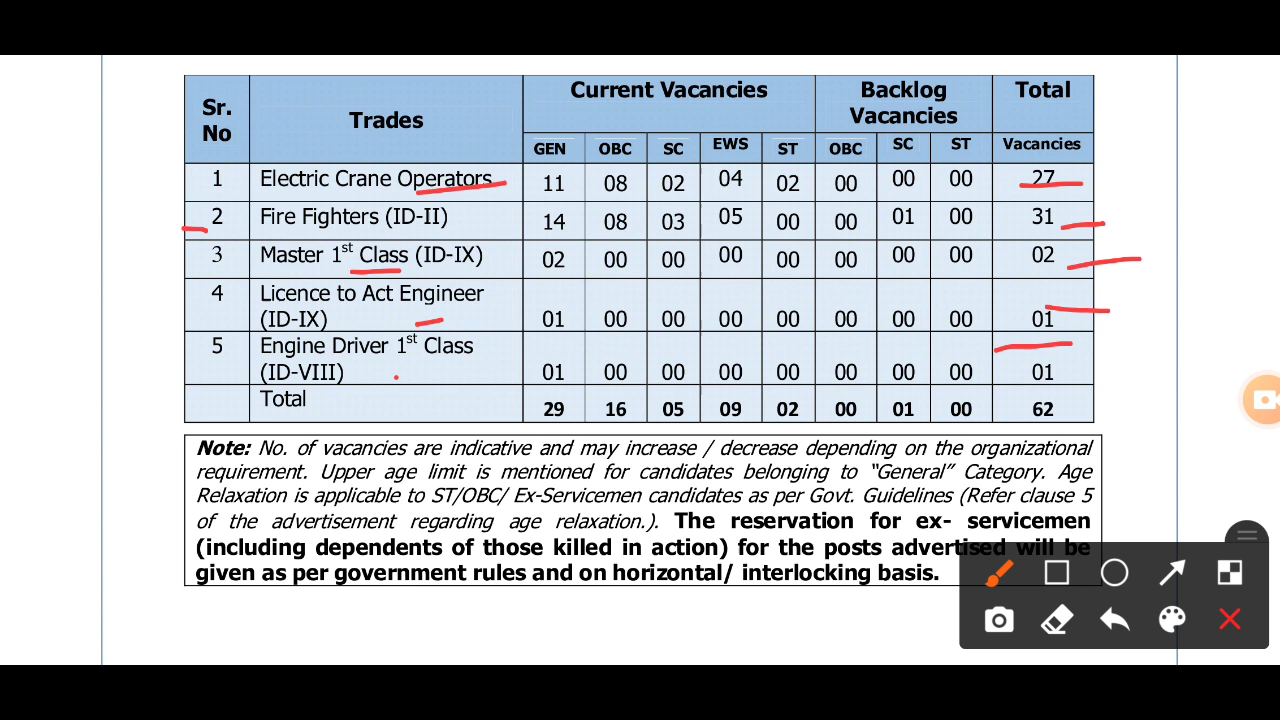 Sr. No Trades Current Vacancies Backlog Vacancies Total
GEN OBC SC EWS ST OBC SC ST Vacancies
1 Electric Crane Operators 11 08 02 04 02 00 00 00 27
2 Fire Fighters (ID-II) 14 08 03 05 00 00 01 00 31
3 Master 1st Class (ID-IX) 02 00 00 00 00 00 00 00 02
4 Licence to Act Engineer
(ID-IX) 01 00 00 00 00 00 00 00 01
5 Engine Driver 1st Class
(ID-VIII) 01 00 00 00 00 00 00 00 01
Total 29 16 05 09 02 00 01 00 62
Note: No. of vacancies are indicative and may increase / decrease depending on the organizational
requirement. Upper age limit is mentioned for candidates belonging to “General” Category. Age
Relaxation is applicable to ST/OBC/ Ex-Servicemen candidates as per Govt. Guidelines (Refer clause 5
of the advertisement regarding age relaxation.). The reservation for ex- servicemen
(including dependents of those killed in action) for the posts advertised will be
given as per government rules and on horizontal/ interlocking basis.